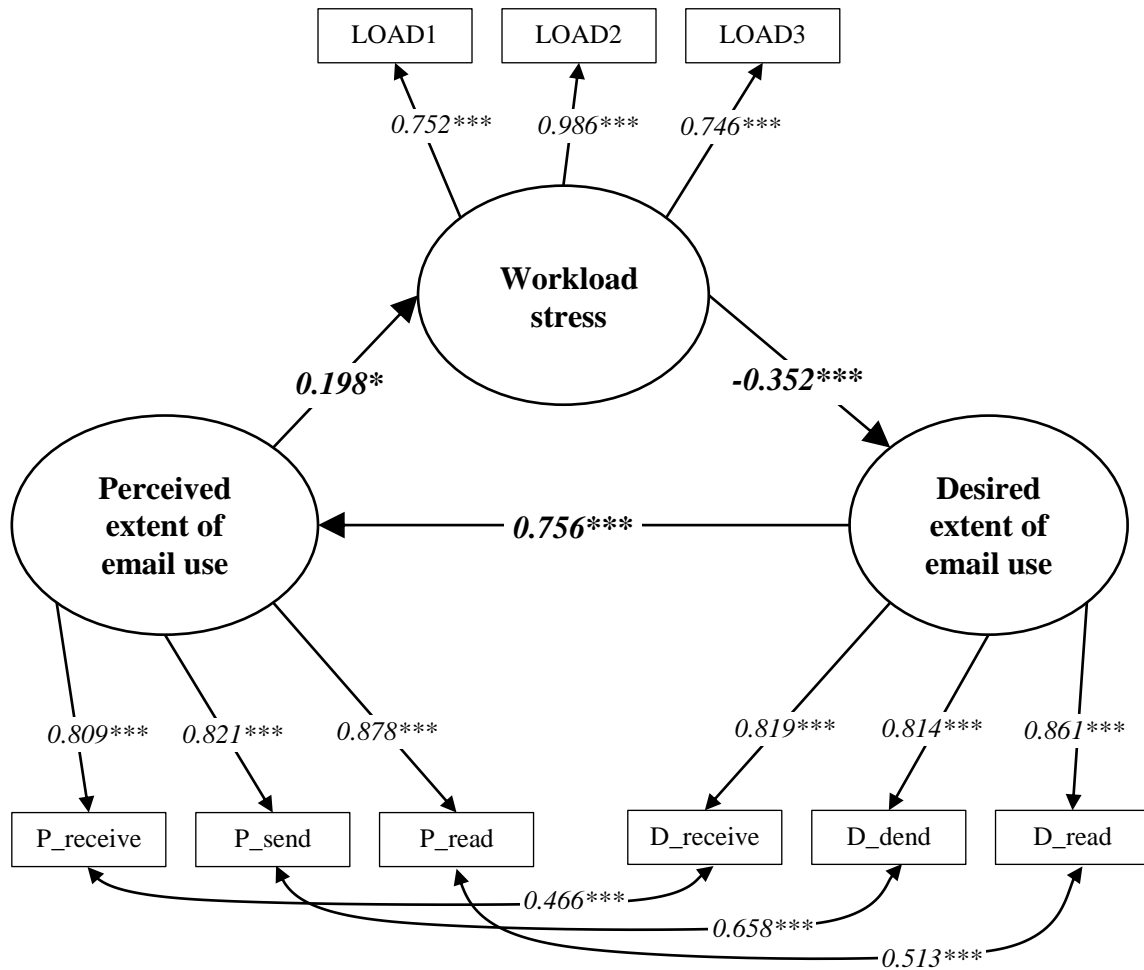 LOAD1
LOAD2
LOAD3
0.752***
0.986***
0.746***
Workload
stress
0.198*
-0.352***
Perceived
extent of
email use
0.756***
Desired
extent of
email use
0.809***
0.821***
0.878***
0.819***
0.814***
0.861***
P_receive
P_send
P_read
D_receive
D_dend
D_read
0.466***
0.658***
0.513***